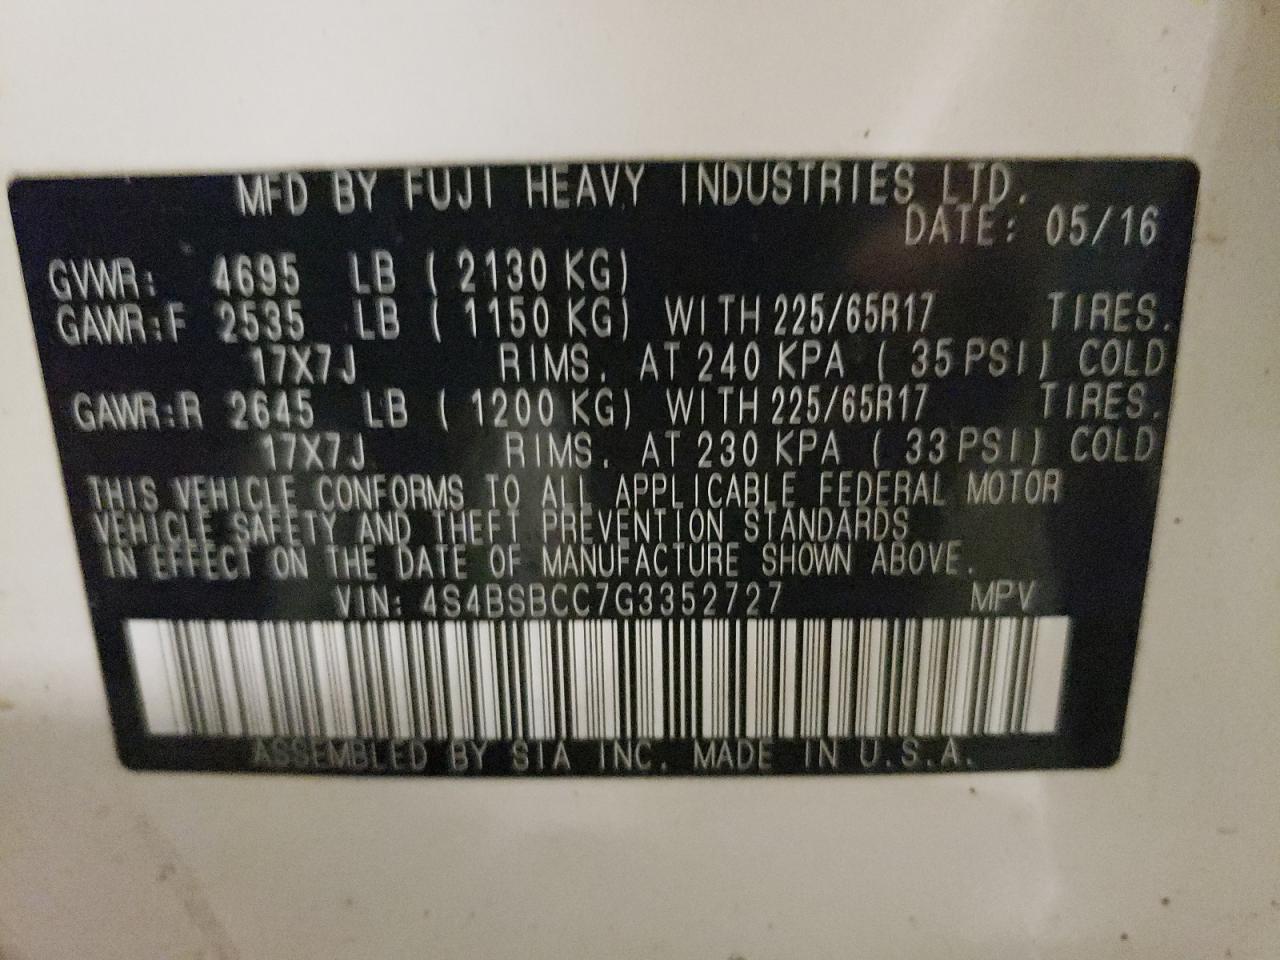 MFD BY FUJI HEAVY INDUSTRIES LTD.
DATE: 05/16
GVWR: 4695 LB ( 2130 KG)
GAWR:F 2535 LB ( 1150 KG) WITH 225/65R17 TIRES.
17X7J RIMS. AT 240 KPA ( 35 PSI) COLD
GAWR:R 2645 LB ( 1200 KG) WITH 225/65R17 TIRES.
17X7J RIMS. AT 230 KPA ( 33 PSI) COLD
THIS VEHICLE CONFORMS TO ALL APPLICABLE FEDERAL MOTOR
VEHICLE SAFETY AND THEFT PREVENTION STANDARDS
IN EFFECT ON THE DATE OF MANUFACTURE SHOWN ABOVE.
VIN: 4S4BSBCC7G3352727 MPV
ASSEMBLED BY SIA INC. MADE IN U.S.A.